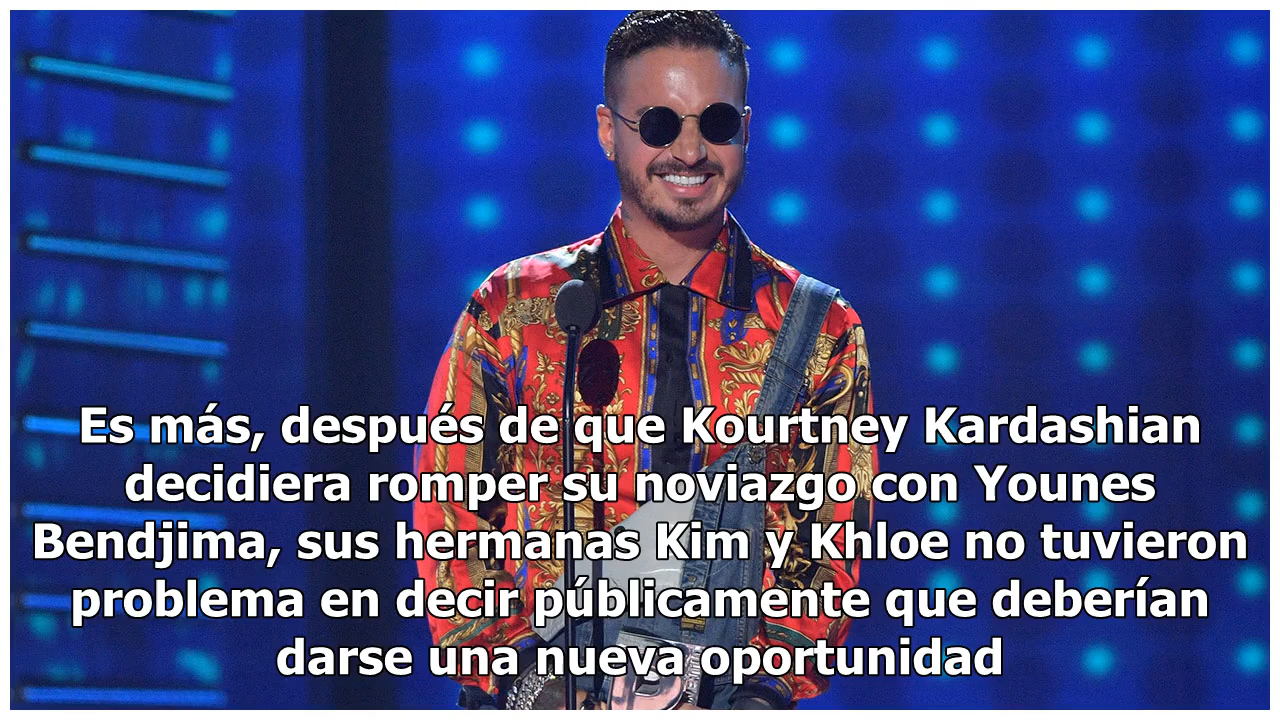 Es más, después de que Kourtney Kardashian
decidiera romper su noviazgo con Younes
Bendjima, sus hermanas Kim y Khloe no tuvieron
problema en decir públicamente que deberían
darse una nueva oportunidad